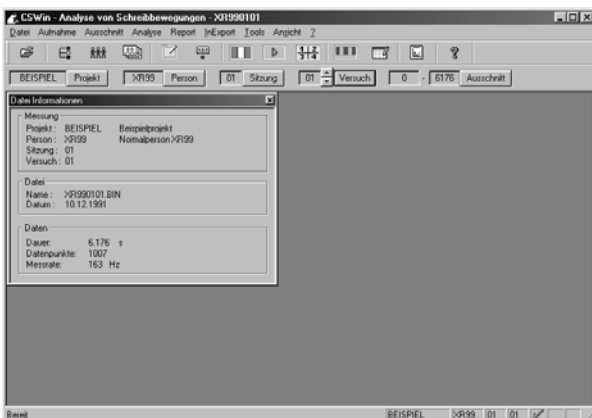 CSWin - Analyse von Schreibbewegungen - XR990101
Datei Aufnahme Ausschnitt Analyse Report InExport Tools Ansicht ?
BEISPIEL Projekt XR99 Person 01 Sitzung 01 Versuch 0 - 6176 Ausschnitt
Datei Informationen
Messung
Projekt : BEISPIEL Beispielprojekt
Person : XR99 Normalperson XR99
Sitzung : 01
Versuch : 01
Datei
Name : XR990101.BIN
Datum : 10.12.1991
Daten
Dauer: 6.176 s
Datenpunkte: 1007
Messrate: 163 Hz
Bereit BEISPIEL XR99 01 01